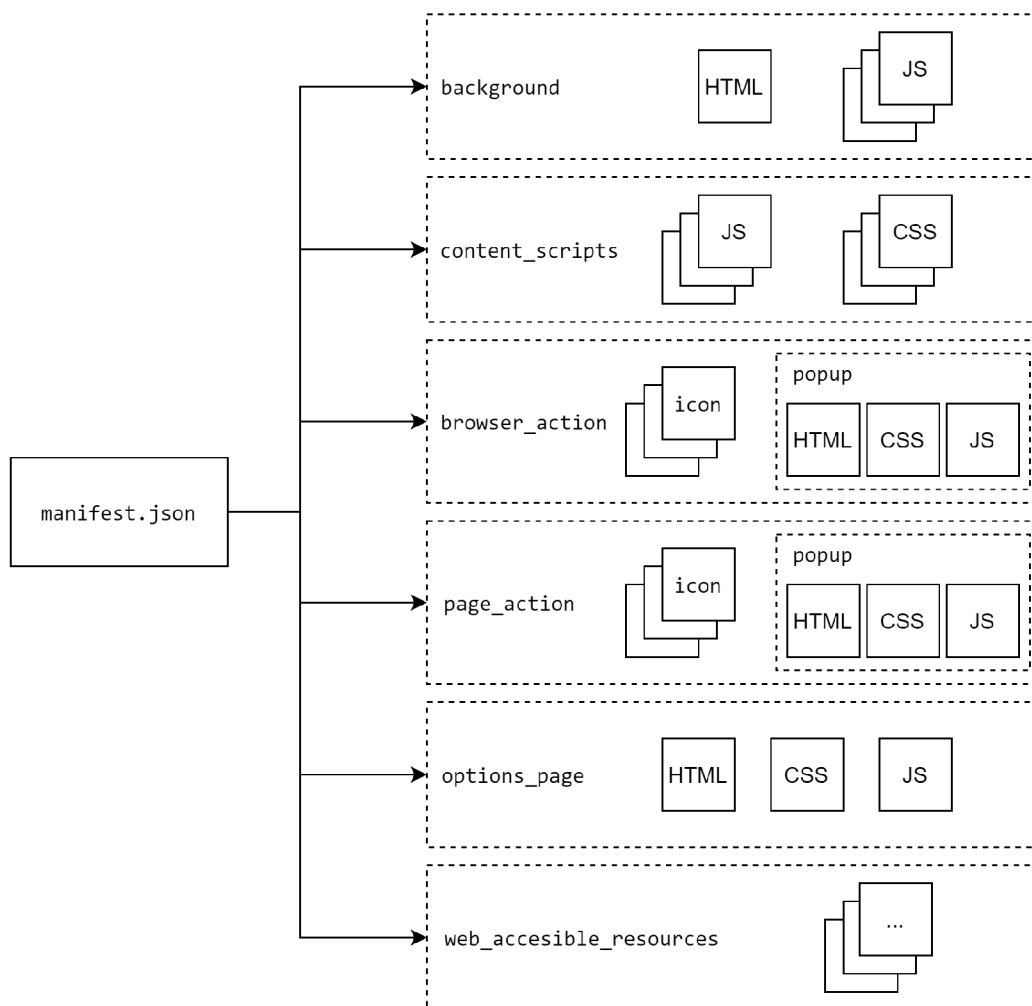 background
HTML
JS
content_scripts
JS
CSS
browser_action
icon
popup
HTML
CSS
JS
manifest.json
page_action
icon
popup
HTML
CSS
JS
options_page
HTML
CSS
JS
web_accesible_resources
...